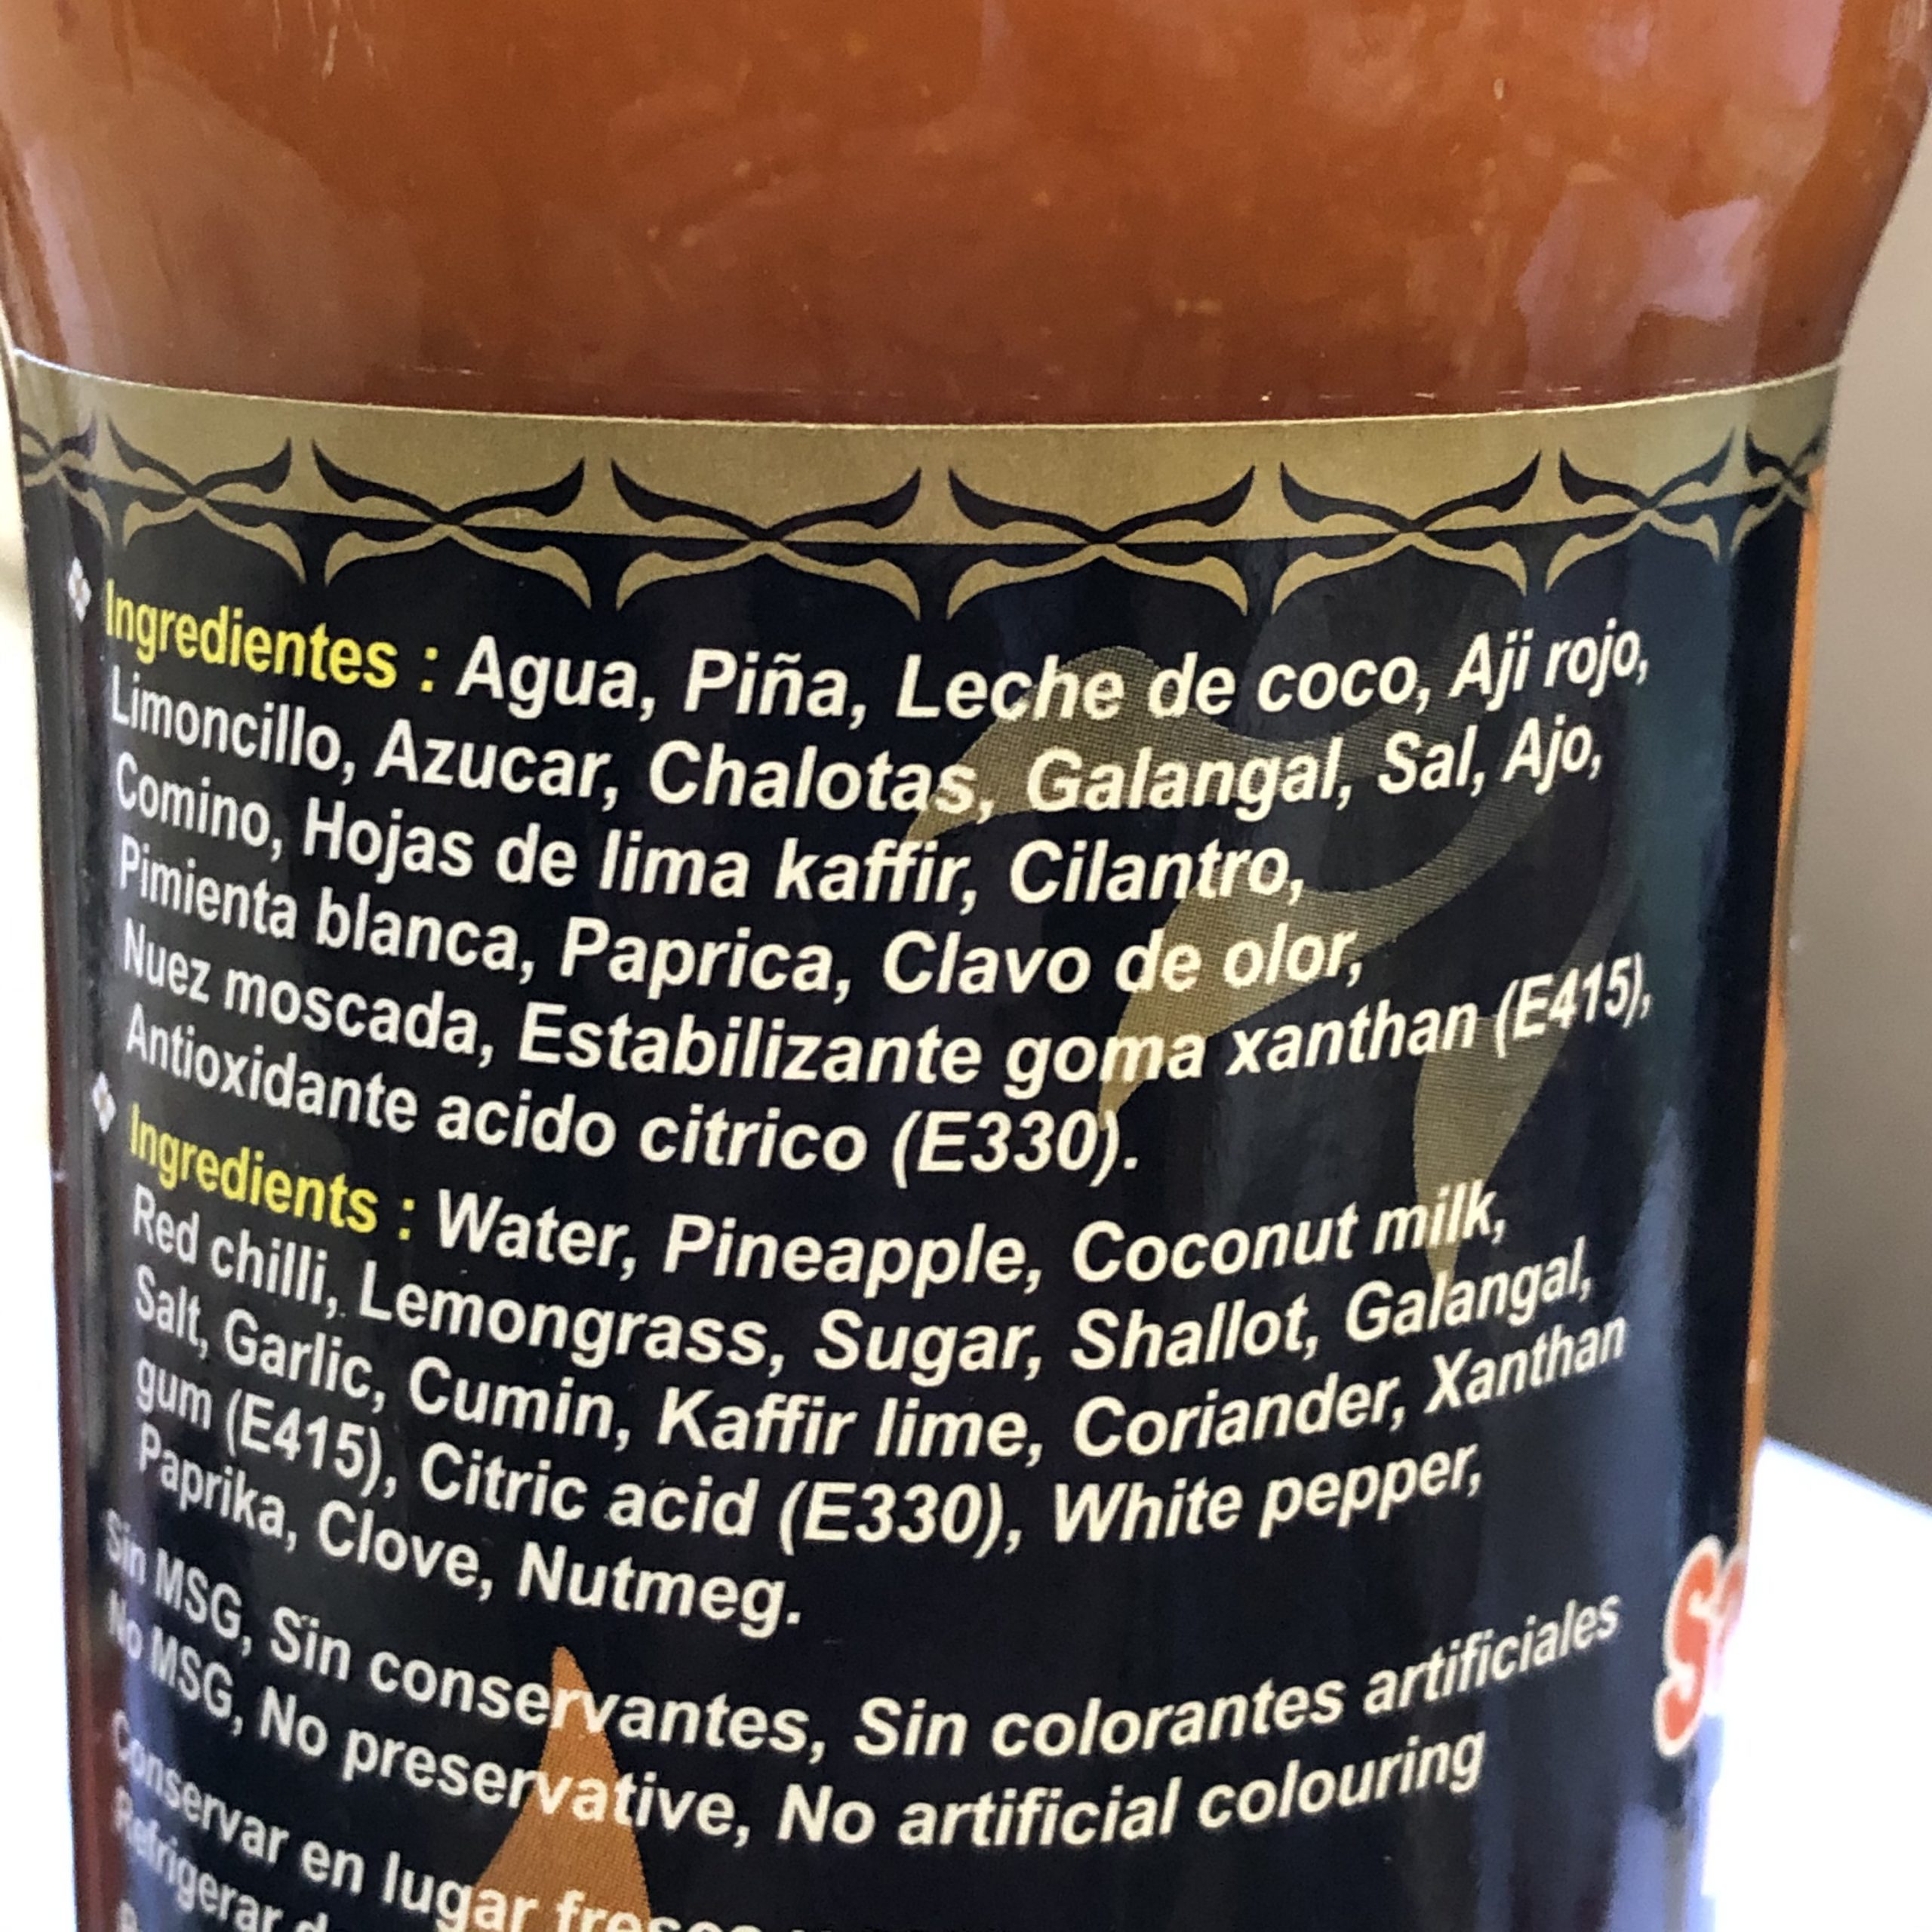 Ingredientes : Agua, Piña, Leche de coco, Aji rojo,
Limoncillo, Azucar, Chalotas, Galangal, Sal, Ajo,
Comino, Hojas de lima kaffir, Cilantro,
Pimienta blanca, Paprica, Clavo de olor,
Nuez moscada, Estabilizante goma xanthan (E415),
Antioxidante acido citrico (E330).
Ingredients : Water, Pineapple, Coconut milk,
Red chilli, Lemongrass, Sugar, Shallot, Galangal,
Salt, Garlic, Cumin, Kaffir lime, Coriander, Xanthan
gum (E415), Citric acid (E330), White pepper,
Paprika, Clove, Nutmeg.
Sin MSG, Sin conservantes, Sin colorantes artificiales
No MSG, No preservative, No artificial colouring
Conservar en lugar fresco
Refrigerar